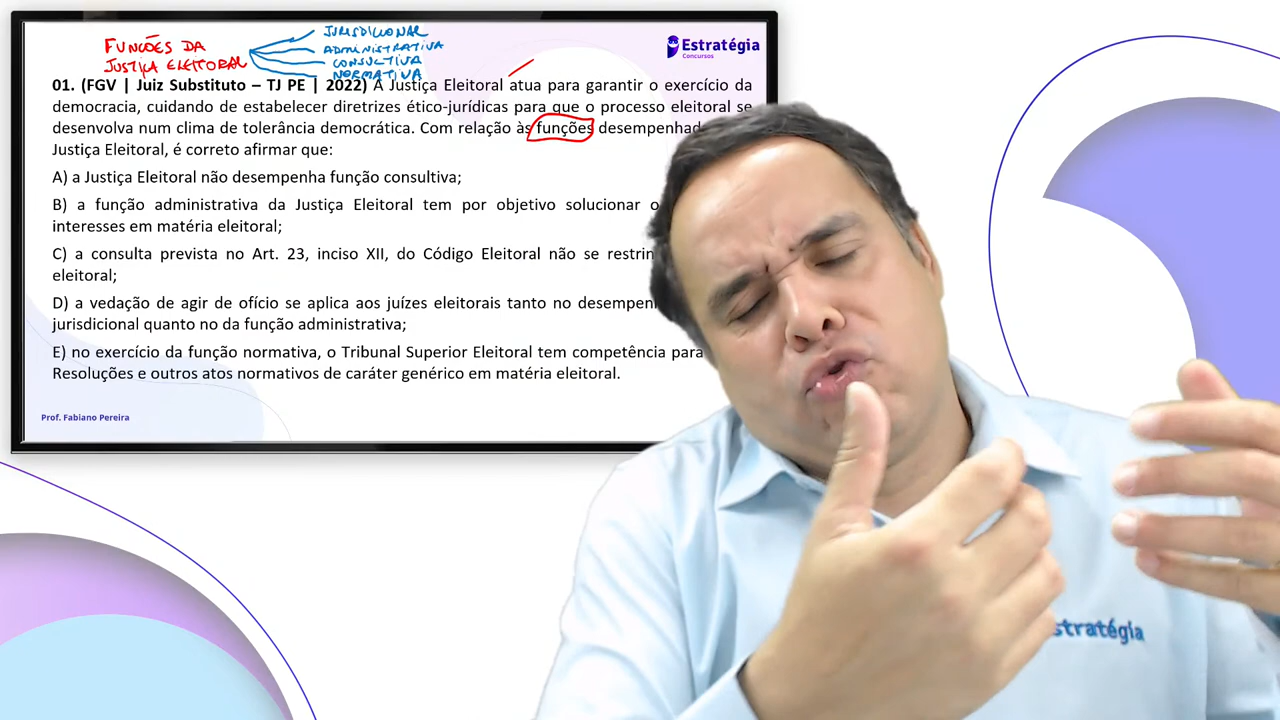 FUNCÕES DA
JUSTIÇA ELEITORAL
JURISDICIONAL
ADMINISTRATIVA
CONSULTIVA
NORMATIVA
Estratégia
Concursos
01. (FGV | Juiz Substituto – TJ PE | 2022) A Justiça Eleitoral atua para garantir o exercício da
democracia, cuidando de estabelecer diretrizes ético-jurídicas para que o processo eleitoral se
desenvolva num clima de tolerância democrática. Com relação às funções
Justiça Eleitoral, é correto afirmar que:
A) a Justiça Eleitoral não desempenha função consultiva;
B) a função administrativa da Justiça Eleitoral tem por objetivo solucionar
interesses em matéria eleitoral;
C) a consulta prevista no Art. 23, inciso XII, do Código Eleitoral não se
eleitoral;
D) a vedação de agir de ofício se aplica aos juízes eleitorais tanto no
jurisdicional quanto no da função administrativa;
E) no exercício da função normativa, o Tribunal Superior Eleitoral tem competência para
Resoluções e outros atos normativos de caráter genérico em matéria eleitoral.
Prof. Fabiano Pereira
stratégia